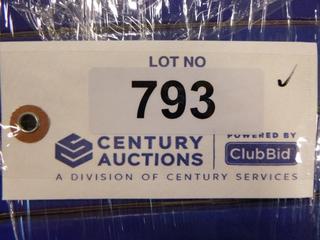 LOT NO
793
CENTURY AUCTIONS
POWERED BY
ClubBid
A DIVISION OF CENTURY SERVICES